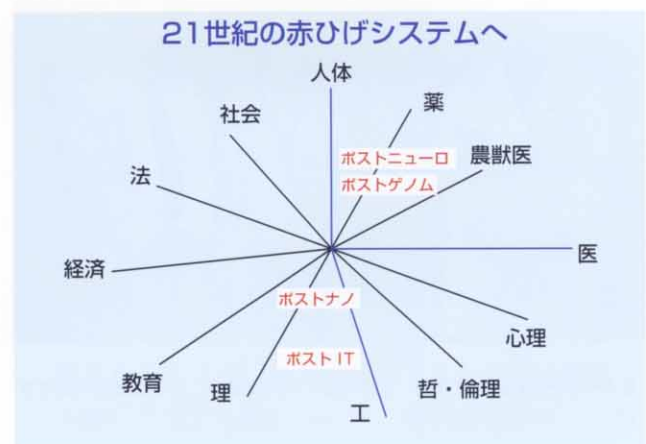 21世紀の赤ひげシステムへ
人体
薬
社会
ポストニューロ
農獣医
ポストゲノム
法
医
経済
ポストナノ
心理
ポスト IT
教育
理
哲・倫理
工